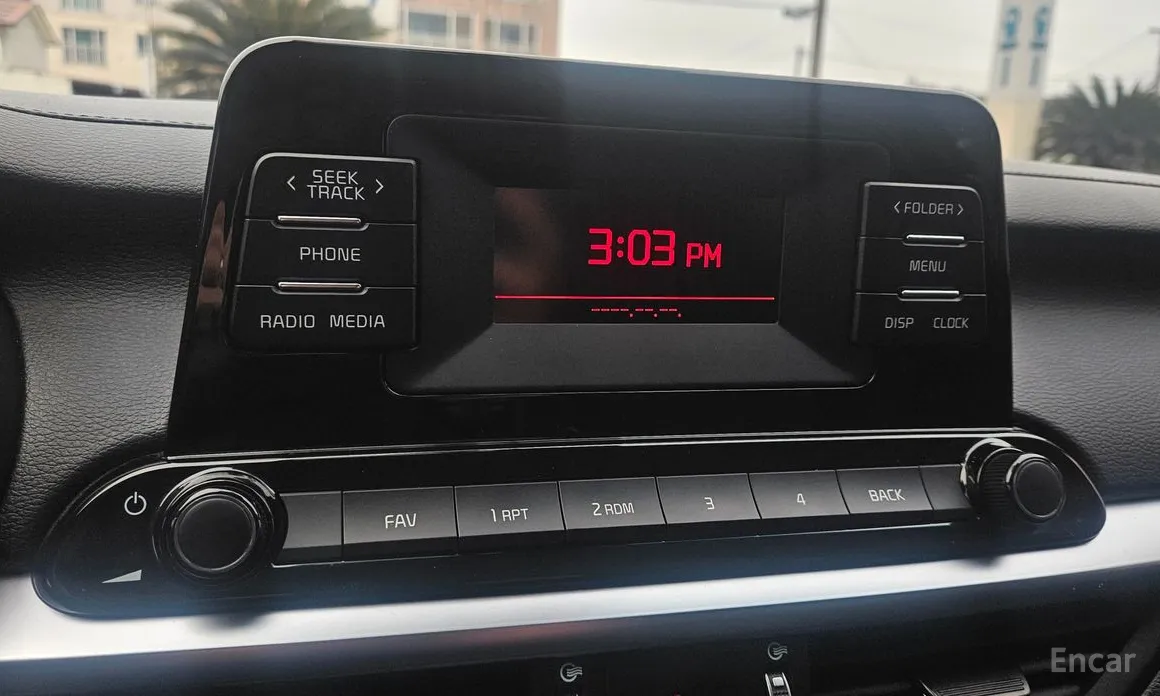 < SEEK >
TRACK
PHONE
RADIO MEDIA
3:03 PM
----.--.--.
< FOLDER >
MENU
DISP CLOCK
FAV
1 RPT
2 RDM
3
4
BACK
Encar